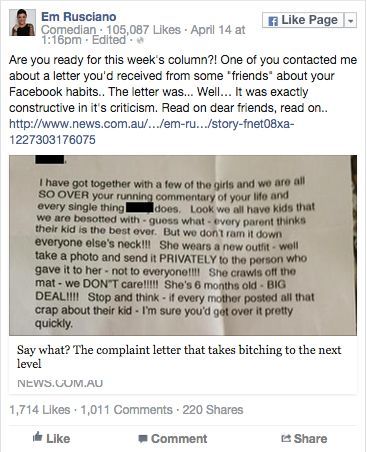 Em Rusciano
Like Page
Comedian · 105,087 Likes · April 14 at
1:16pm · Edited ·
Are you ready for this week's column?! One of you contacted me
about a letter you'd received from some "friends" about your
Facebook habits.. The letter was... Well... It was exactly
constructive in it's criticism. Read on dear friends, read on..
http://www.news.com.au/.../em-ru.../story-fnet08xa-
1227303176075
I have got together with a few of the girls and we are all
SO OVER your running commentary of your life and
every single thing does. Look we all have kids that
we are besotted with - guess what - every parent thinks
their kid is the best ever. But we don't ram it down
everyone else's neck!!! She wears a new outfit - well
take a photo and send it PRIVATELY to the person who
gave it to her - not to everyone!!!! She crawls off the
mat - we DON"T care!!!!! She's 6 months old - BIG
DEAL!!!! Stop and think - if every mother posted all that
crap about their kid - I'm sure you'd get over it pretty
quickly.
Say what? The complaint letter that takes bitching to the next
level
NEWS.COM.AU
1,714 Likes · 1,011 Comments · 220 Shares
Like Comment Share